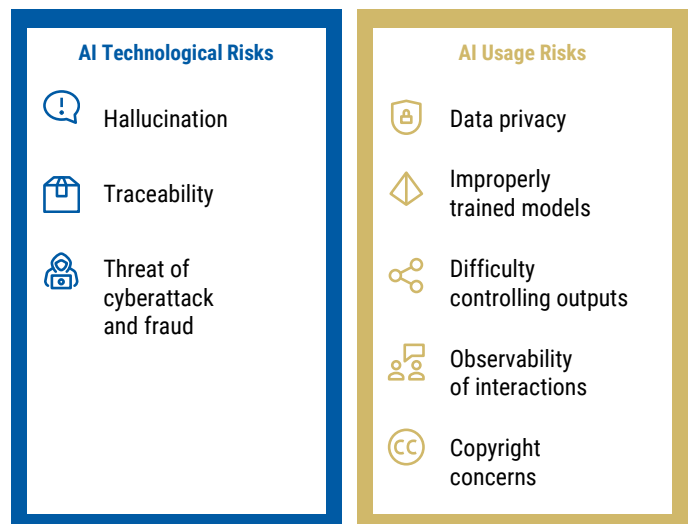 AI Technological Risks
Hallucination
Traceability
Threat of
cyberattack
and fraud
AI Usage Risks
Data privacy
Improperly
trained models
Difficulty
controlling outputs
Observability
of interactions
CC
Copyright
concerns